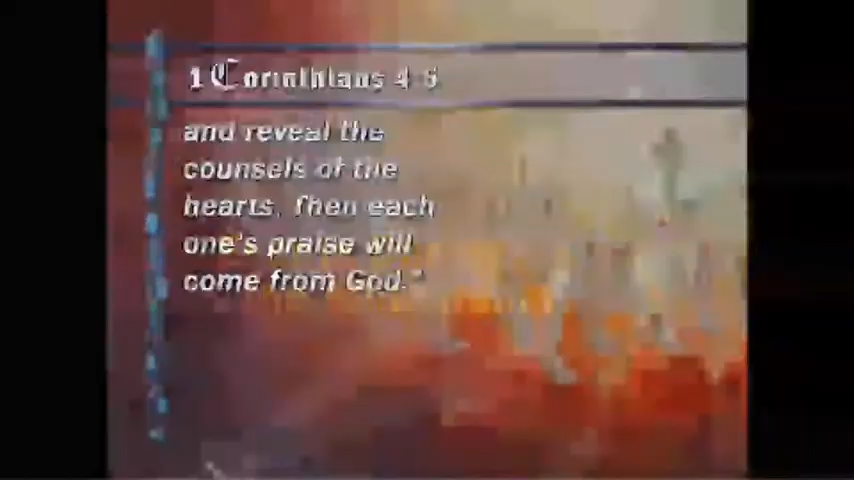 1 Corinthians 4:5
and reveal the
counsels of the
hearts. Then each
one's praise will
come from God."